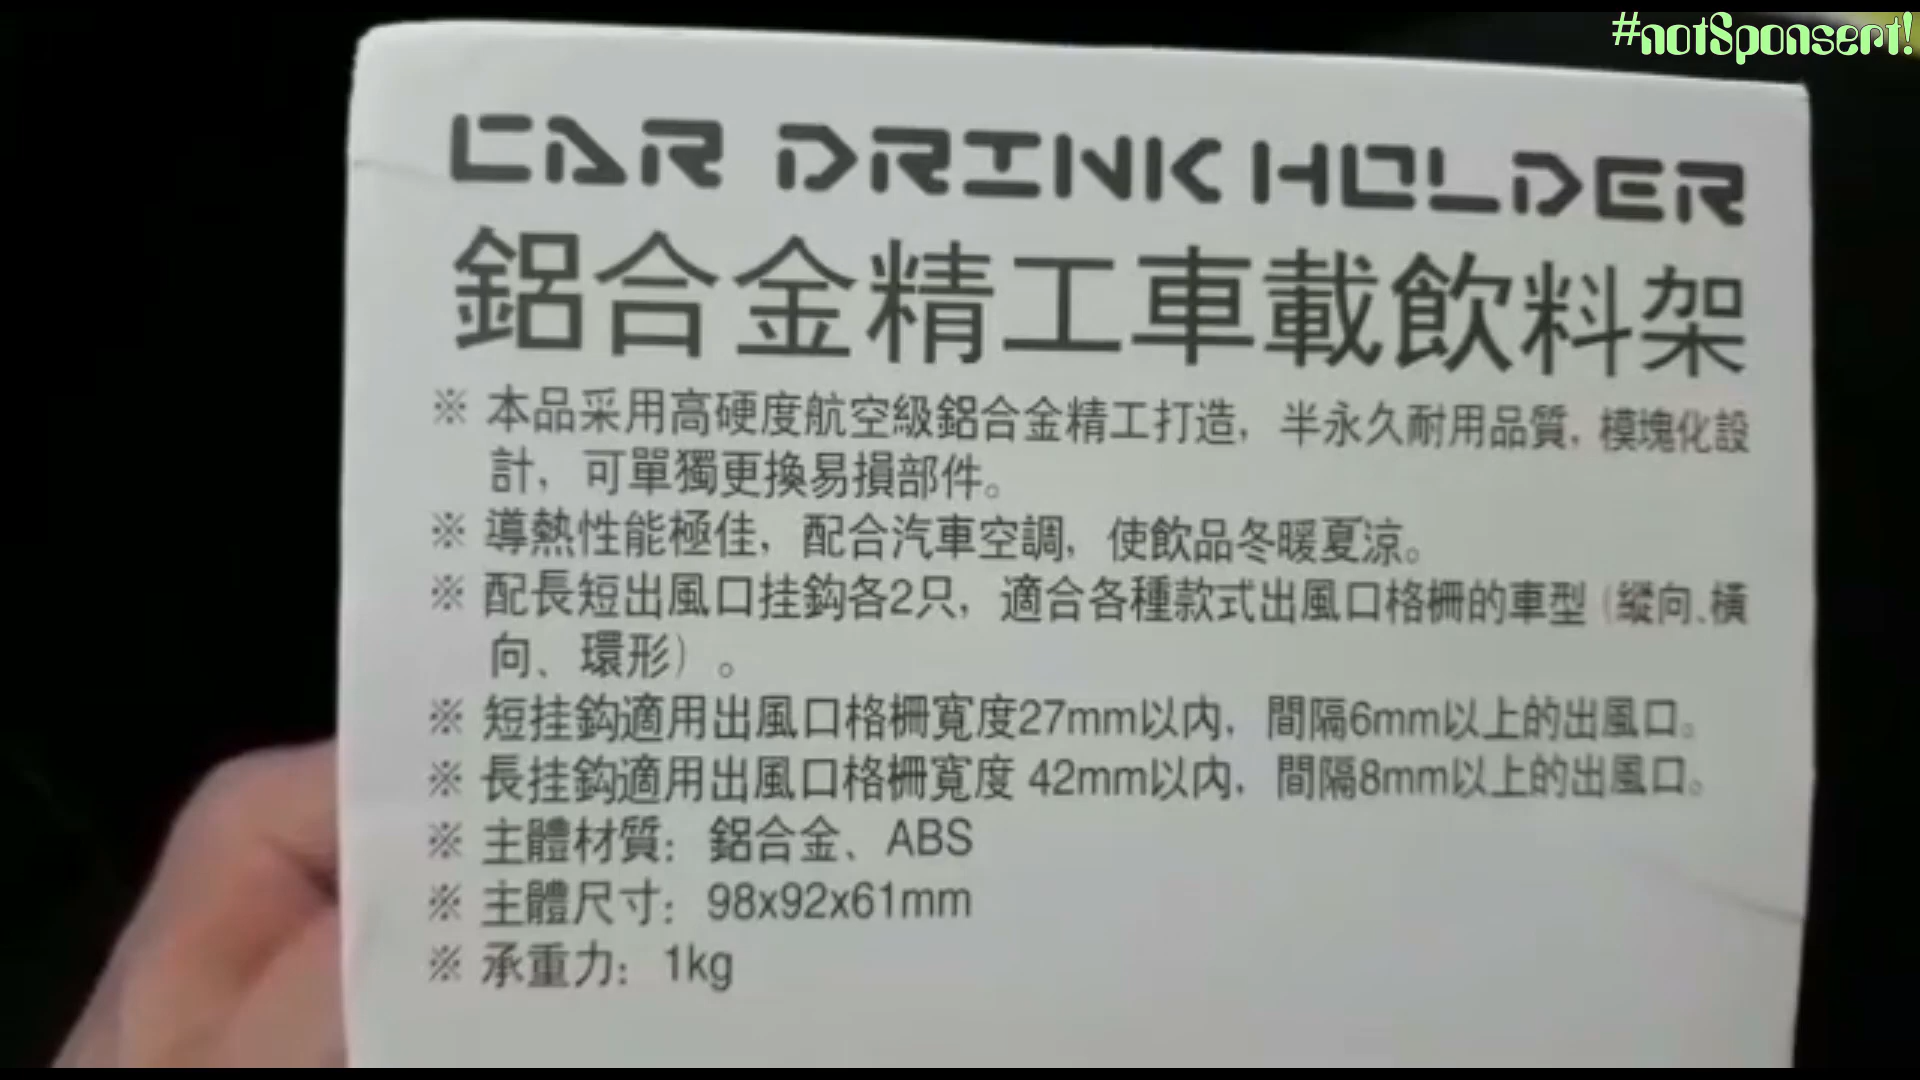 #notSponsert!
CAR DRINK HOLDER
鋁合金精工車載飲料架
※ 本品采用高硬度航空級鋁合金精工打造，半永久耐用品質，模塊化設
計，可單獨更換易損部件。
※ 導熱性能極佳，配合汽車空調，使飲品冬暖夏涼。
※ 配長短出風口挂鈎各2只，適合各種款式出風口格柵的車型（縱向、橫
向、環形）。
※ 短挂鈎適用出風口格柵寬度27mm以内，間隔6mm以上的出風口。
※ 長挂鈎適用出風口格柵寬度 42mm以内，間隔8mm以上的出風口。
※ 主體材質：鋁合金、ABS
※ 主體尺寸：98x92x61mm
※ 承重力：1kg